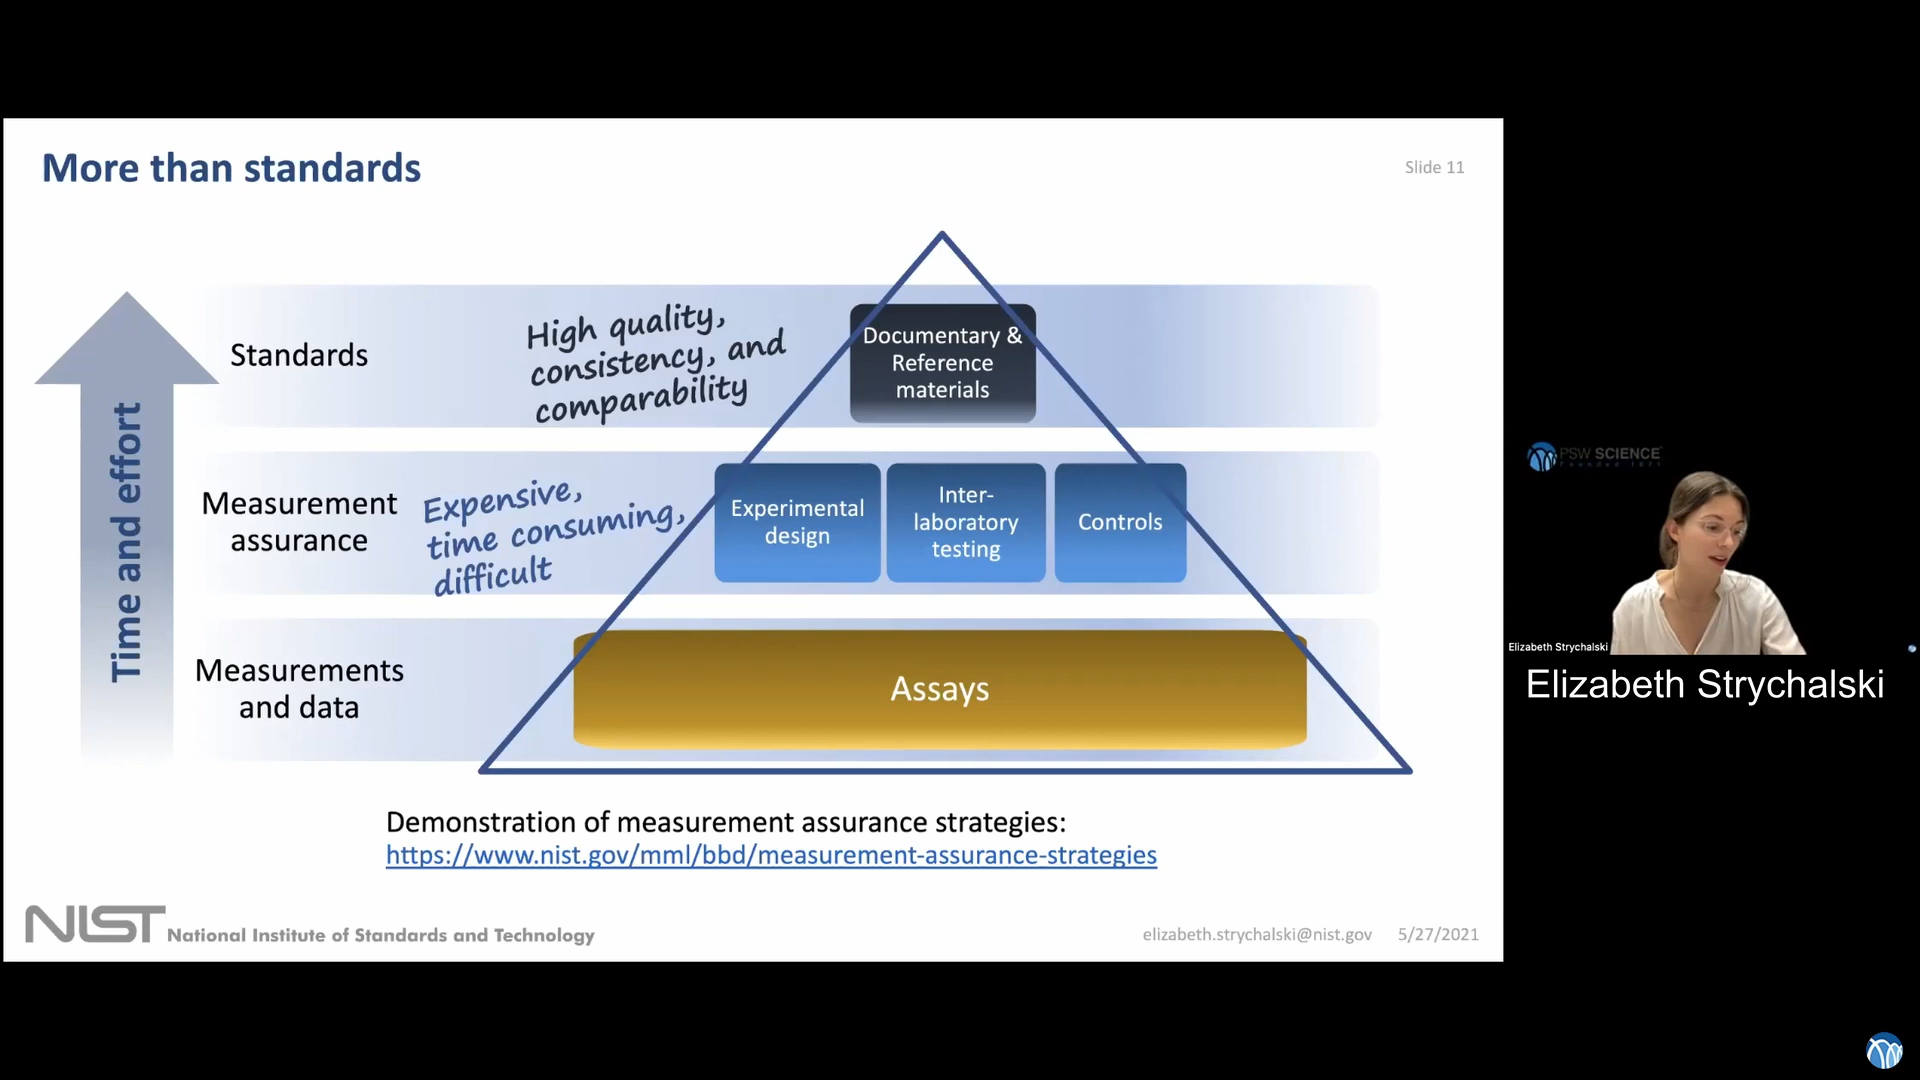 More than standards
Slide 11
Time and effort
Standards
High quality,
consistency, and
comparability
Documentary &
Reference
materials
Measurement
assurance
Expensive,
time consuming,
difficult
Experimental
design
Inter-
laboratory
testing
Controls
Measurements
and data
Assays
Demonstration of measurement assurance strategies:
https://www.nist.gov/mml/bbd/measurement-assurance-strategies
NIST National Institute of Standards and Technology
elizabeth.strychalski@nist.gov 5/27/2021
PSW SCIENCE
Elizabeth Strychalski
Elizabeth Strychalski